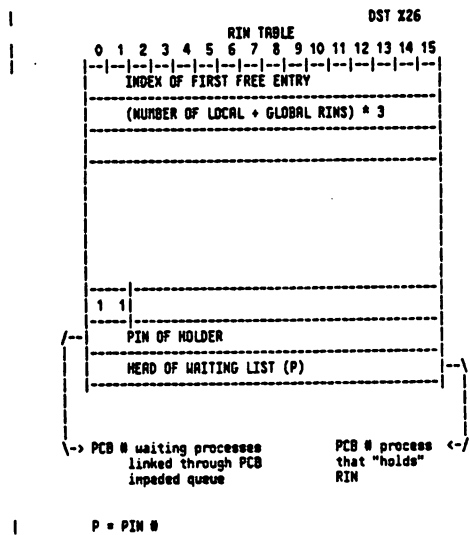 DST %26
RIN TABLE
0 1 2 3 4 5 6 7 8 9 10 11 12 13 14 15
INDEX OF FIRST FREE ENTRY
(NUMBER OF LOCAL + GLOBAL RINS) * 3
1 1
PIN OF HOLDER
HEAD OF WAITING LIST (P)
PCB # waiting processes
linked through PCB
impeded queue
PCB # process
that "holds"
RIN
P = PIN #